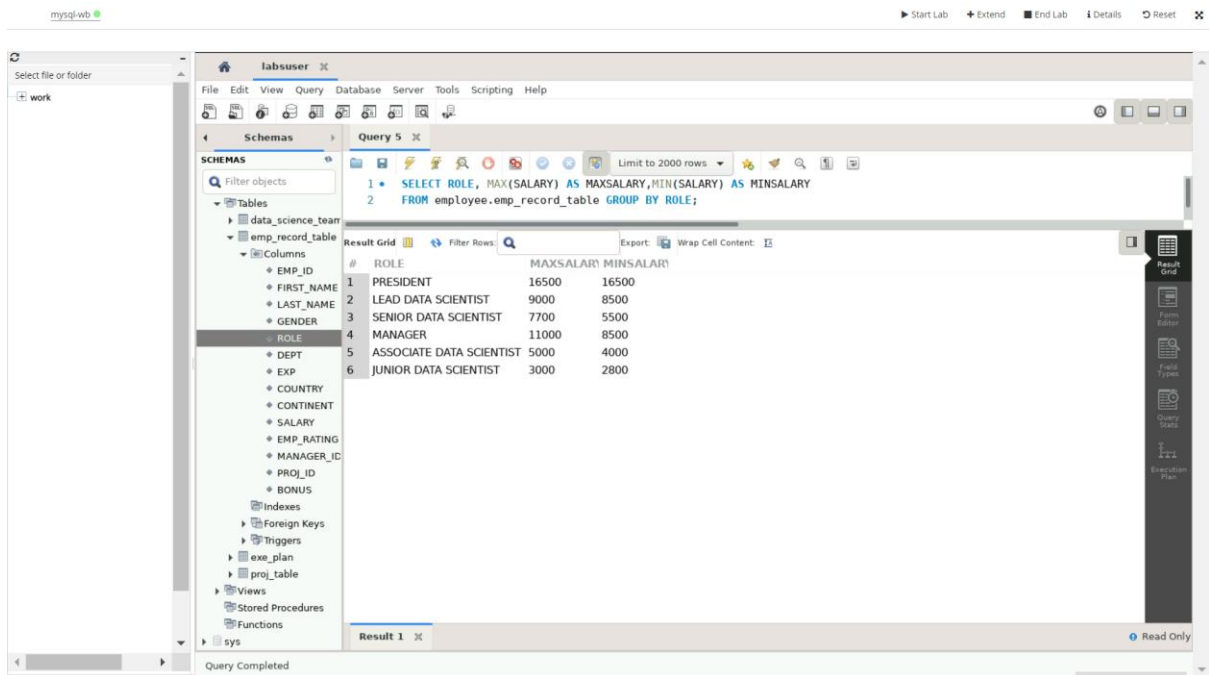 mysql-wb
Start Lab Extend End Lab Details Reset
Select file or folder
work
labsuser
File Edit View Query Database Server Tools Scripting Help
Schemas
Query 5
SCHEMAS
Filter objects
Limit to 2000 rows
1 SELECT ROLE, MAX(SALARY) AS MAXSALARY,MIN(SALARY) AS MINSALARY
2 FROM employee.emp_record_table GROUP BY ROLE;
Tables
data_science_team
emp_record_table
Columns
EMP_ID
FIRST_NAME
LAST_NAME
GENDER
ROLE
DEPT
EXP
COUNTRY
CONTINENT
SALARY
EMP_RATING
MANAGER_ID
PROJ_ID
BONUS
Indexes
Foreign Keys
Triggers
exe_plan
proj_table
Views
Stored Procedures
Functions
sys
Result Grid Filter Rows: Export: Wrap Cell Content:
# ROLE MAXSALARY MINSALARY
1 PRESIDENT 16500 16500
2 LEAD DATA SCIENTIST 9000 8500
3 SENIOR DATA SCIENTIST 7700 5500
4 MANAGER 11000 8500
5 ASSOCIATE DATA SCIENTIST 5000 4000
6 JUNIOR DATA SCIENTIST 3000 2800
Result
Grid
Form
Editor
Field
Types
Query
Stats
Execution
Plan
Result 1
Read Only
Query Completed